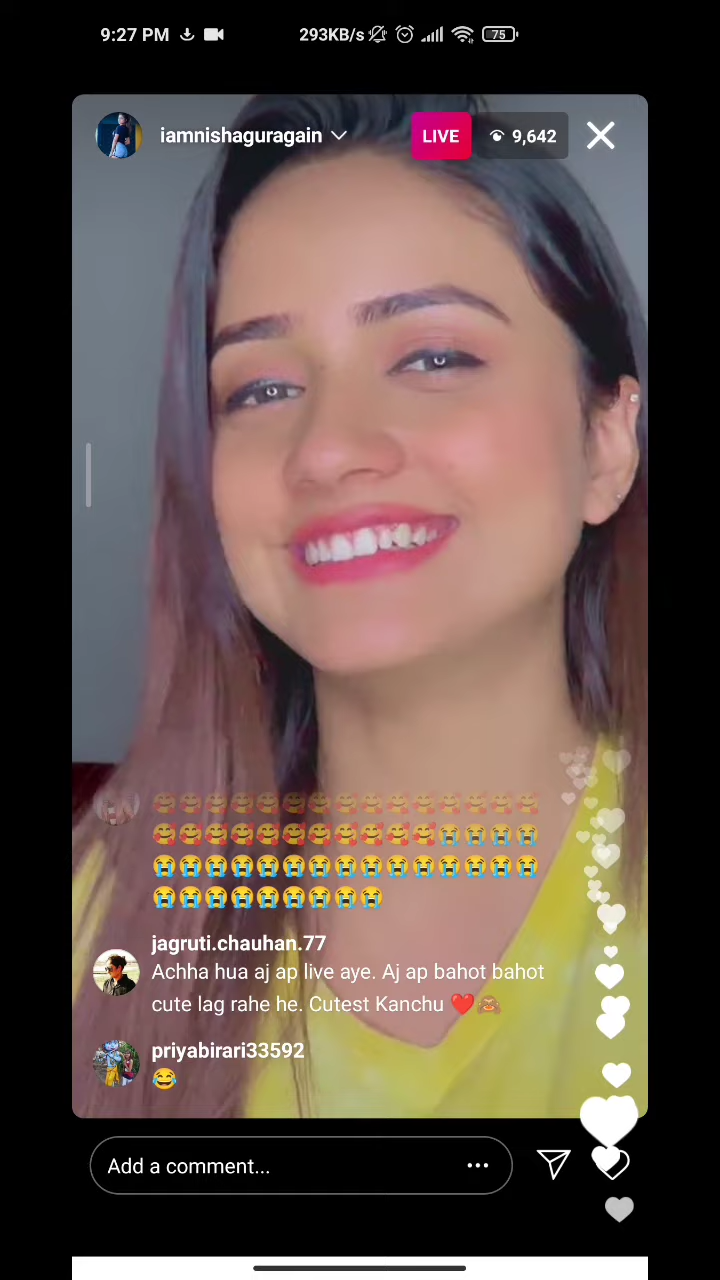 9:27 PM 293KB/s 75
iamnishaguragain LIVE 9,642
🥰🥰🥰🥰🥰🥰🥰🥰🥰🥰🥰🥰🥰🥰🥰
🥰🥰🥰🥰🥰🥰🥰🥰🥰🥰🥰😭😭😭😭
😭😭😭😭😭😭😭😭😭😭😭😭😭😭😭
😭😭😭😭😭😭😭😭😭
jagruti.chauhan.77
Achha hua aj ap live aye. Aj ap bahot bahot
cute lag rahe he. Cutest Kanchu ❤️🙈
priyabirari33592
😂
Add a comment...